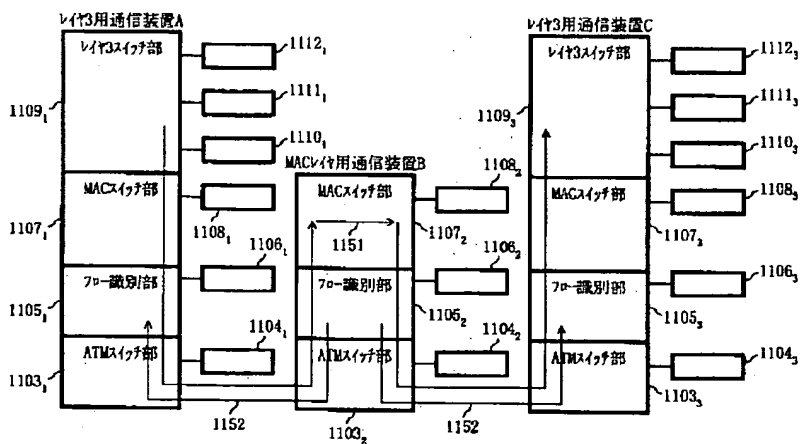 レイヤ3用通信装置A
レイヤ3スイッチ部
1112₁
1111₁
1109₁
1110₁
MACスイッチ部
1108₁
1107₁
1106₁
フロー識別部
1105₁
1104₁
ATMスイッチ部
1103₁
1152
MACレイヤ用通信装置B
MACスイッチ部
1108₂
1151
1107₂
1106₂
フロー識別部
1105₂
1104₂
ATMスイッチ部
1103₂
1152
レイヤ3用通信装置C
レイヤ3スイッチ部
1112₃
1111₃
1109₃
1110₃
MACスイッチ部
1108₃
1107₃
1106₃
フロー識別部
1105₃
1104₃
ATMスイッチ部
1103₃